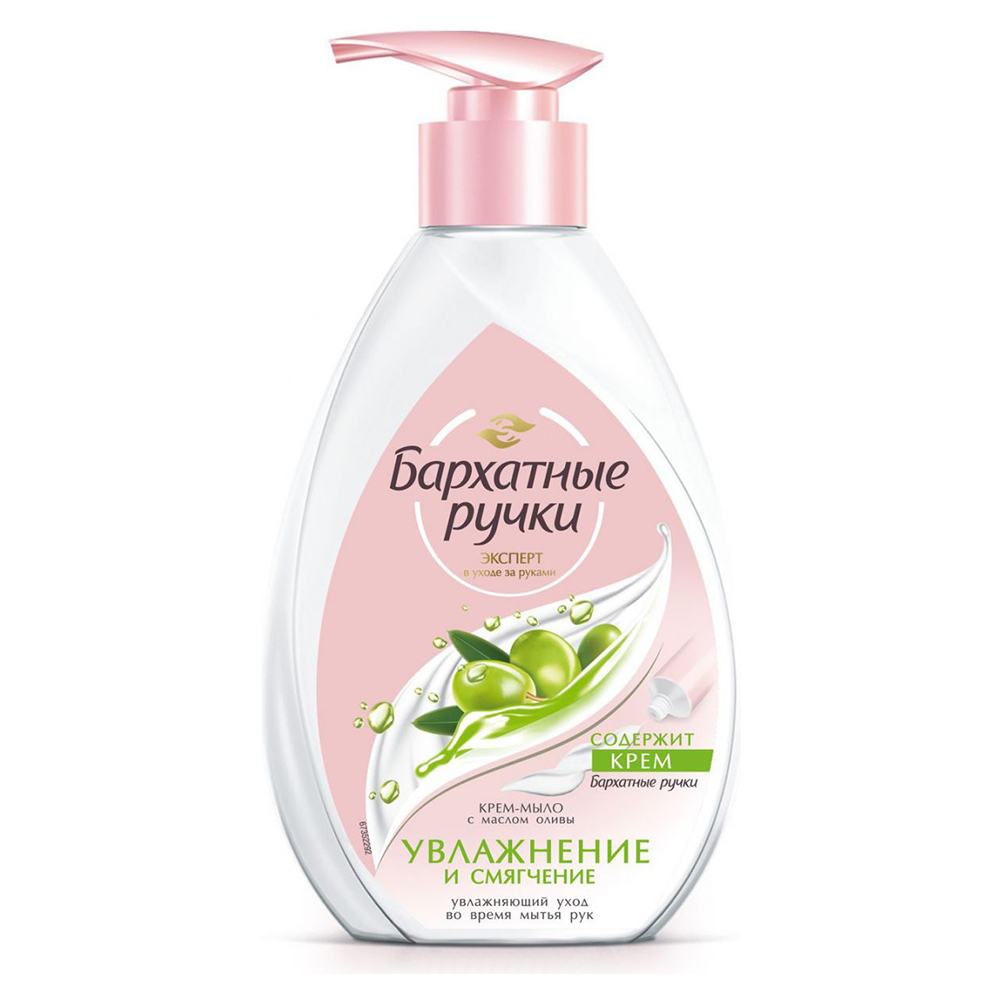 Бархатные
ручки
ЭКСПЕРТ
в уходе за руками
СОДЕРЖИТ
КРЕМ
Бархатные ручки
КРЕМ-МЫЛО
с маслом оливы
УВЛАЖНЕНИЕ
и смягчение
увлажняющий уход
во время мытья рук
67352292